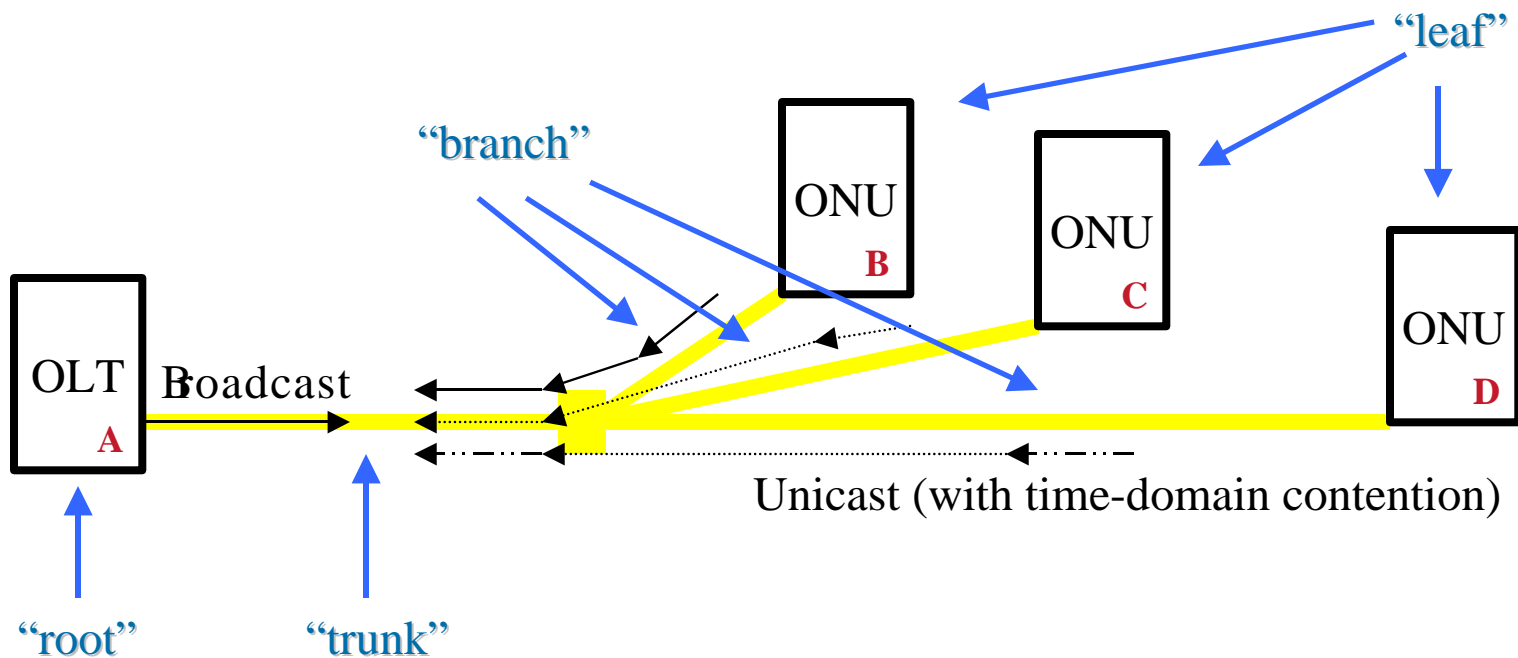 “leaf”
“branch”
ONU
B
ONU
C
ONU
D
OLT
A
Broadcast
Unicast (with time-domain contention)
“root”
“trunk”